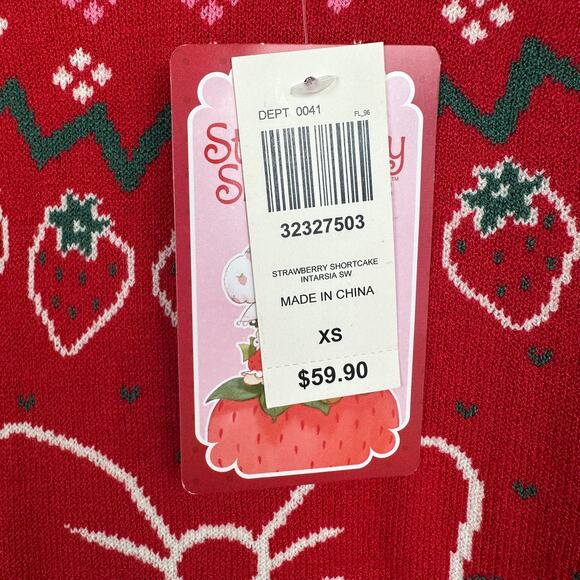 DEPT 0041
FL_96
32327503
STRAWBERRY SHORTCAKE
INTARSIA SW
MADE IN CHINA
XS
$59.90